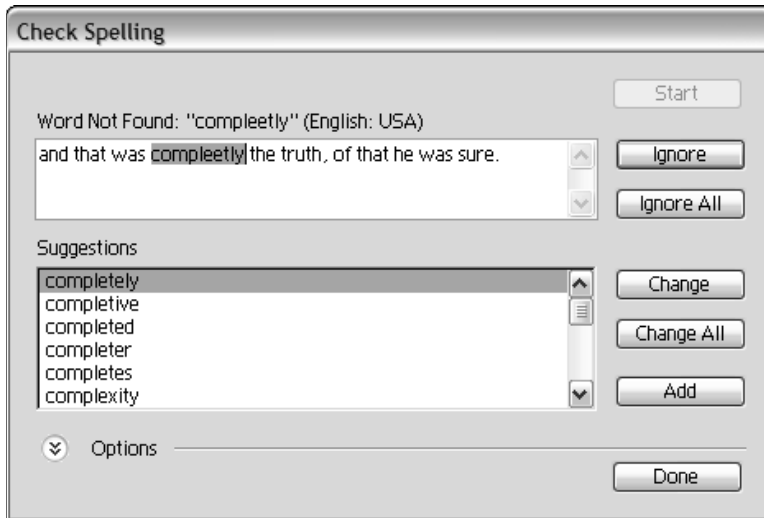 Check Spelling
Start
Word Not Found: "compleetly" (English: USA)
and that was compleetly the truth, of that he was sure.
Ignore
Ignore All
Suggestions
completely
completive
completed
completer
completes
complexity
Change
Change All
Add
Options
Done